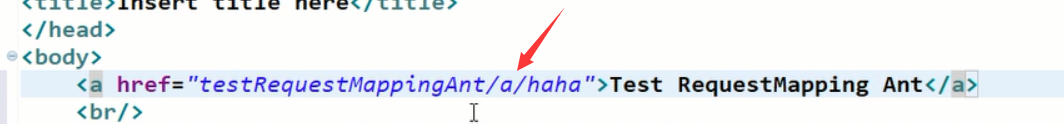 <title>Insert title here</title>
</head>
<body>
<a href="testRequestMappingAnt/a/haha">Test RequestMapping Ant</a>
<br/>